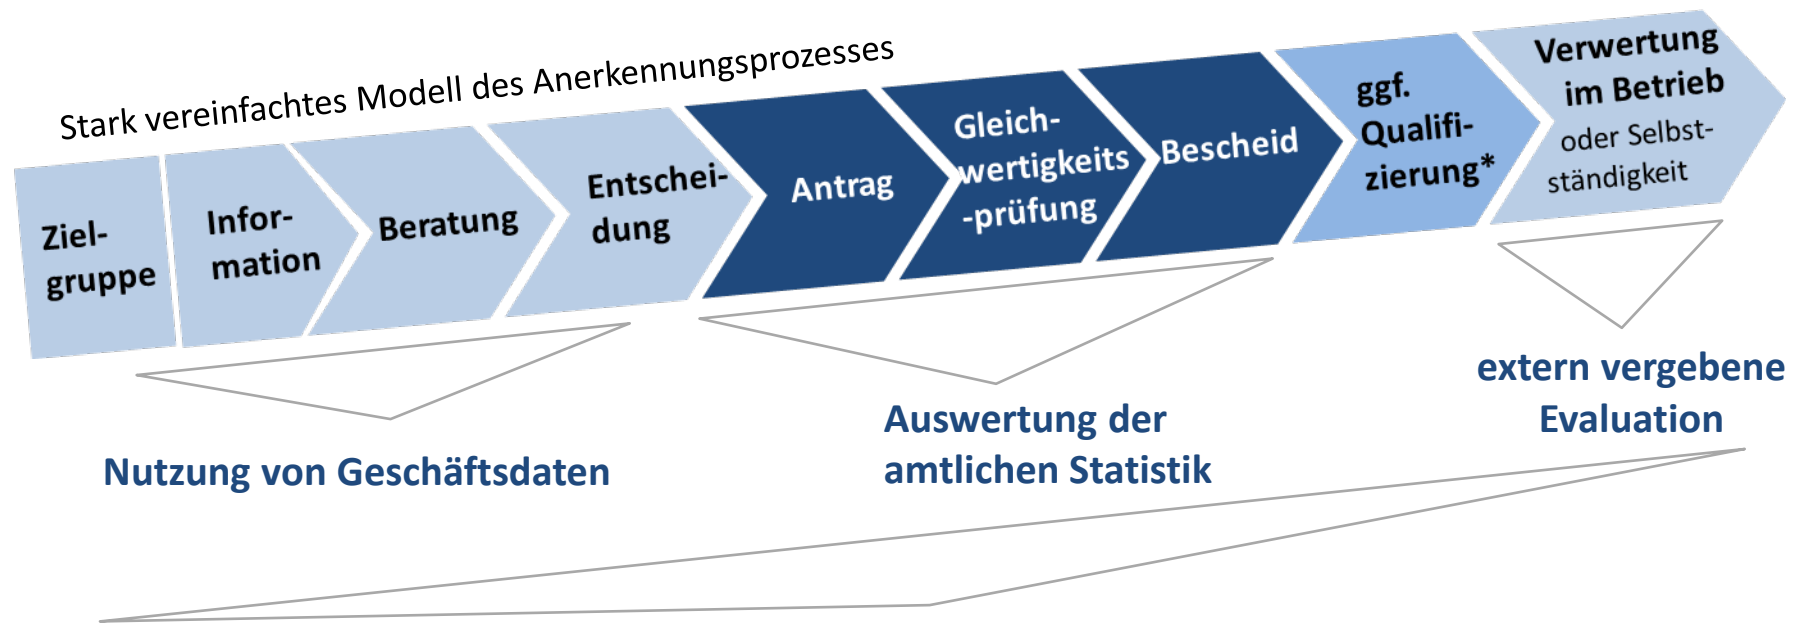 Stark vereinfachtes Modell des Anerkennungsprozesses
Ziel-
gruppe
Infor-
mation
Beratung
Entschei-
dung
Antrag
Gleich-
wertigkeits
-prüfung
Bescheid
ggf.
Qualifi-
zierung*
Verwertung
im Betrieb
oder Selbst-
ständigkeit
Nutzung von Geschäftsdaten
Auswertung der
amtlichen Statistik
extern vergebene
Evaluation